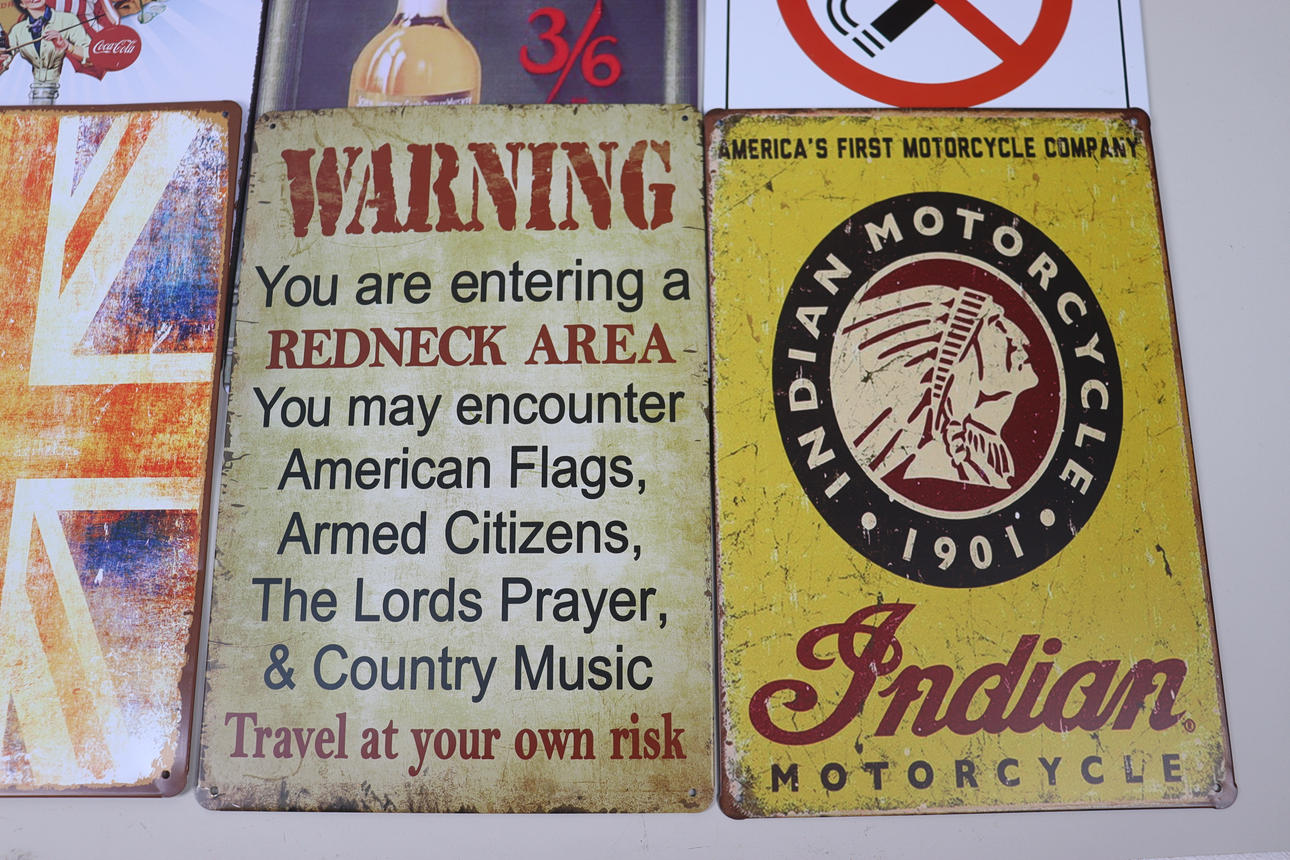 Coca-Cola
3/6
WARNING
You are entering a
REDNECK AREA
You may encounter
American Flags,
Armed Citizens,
The Lords Prayer,
& Country Music
Travel at your own risk
AMERICA'S FIRST MOTORCYCLE COMPANY
INDIAN MOTORCYCLE
• 1901 •
Indian®
MOTORCYCLE